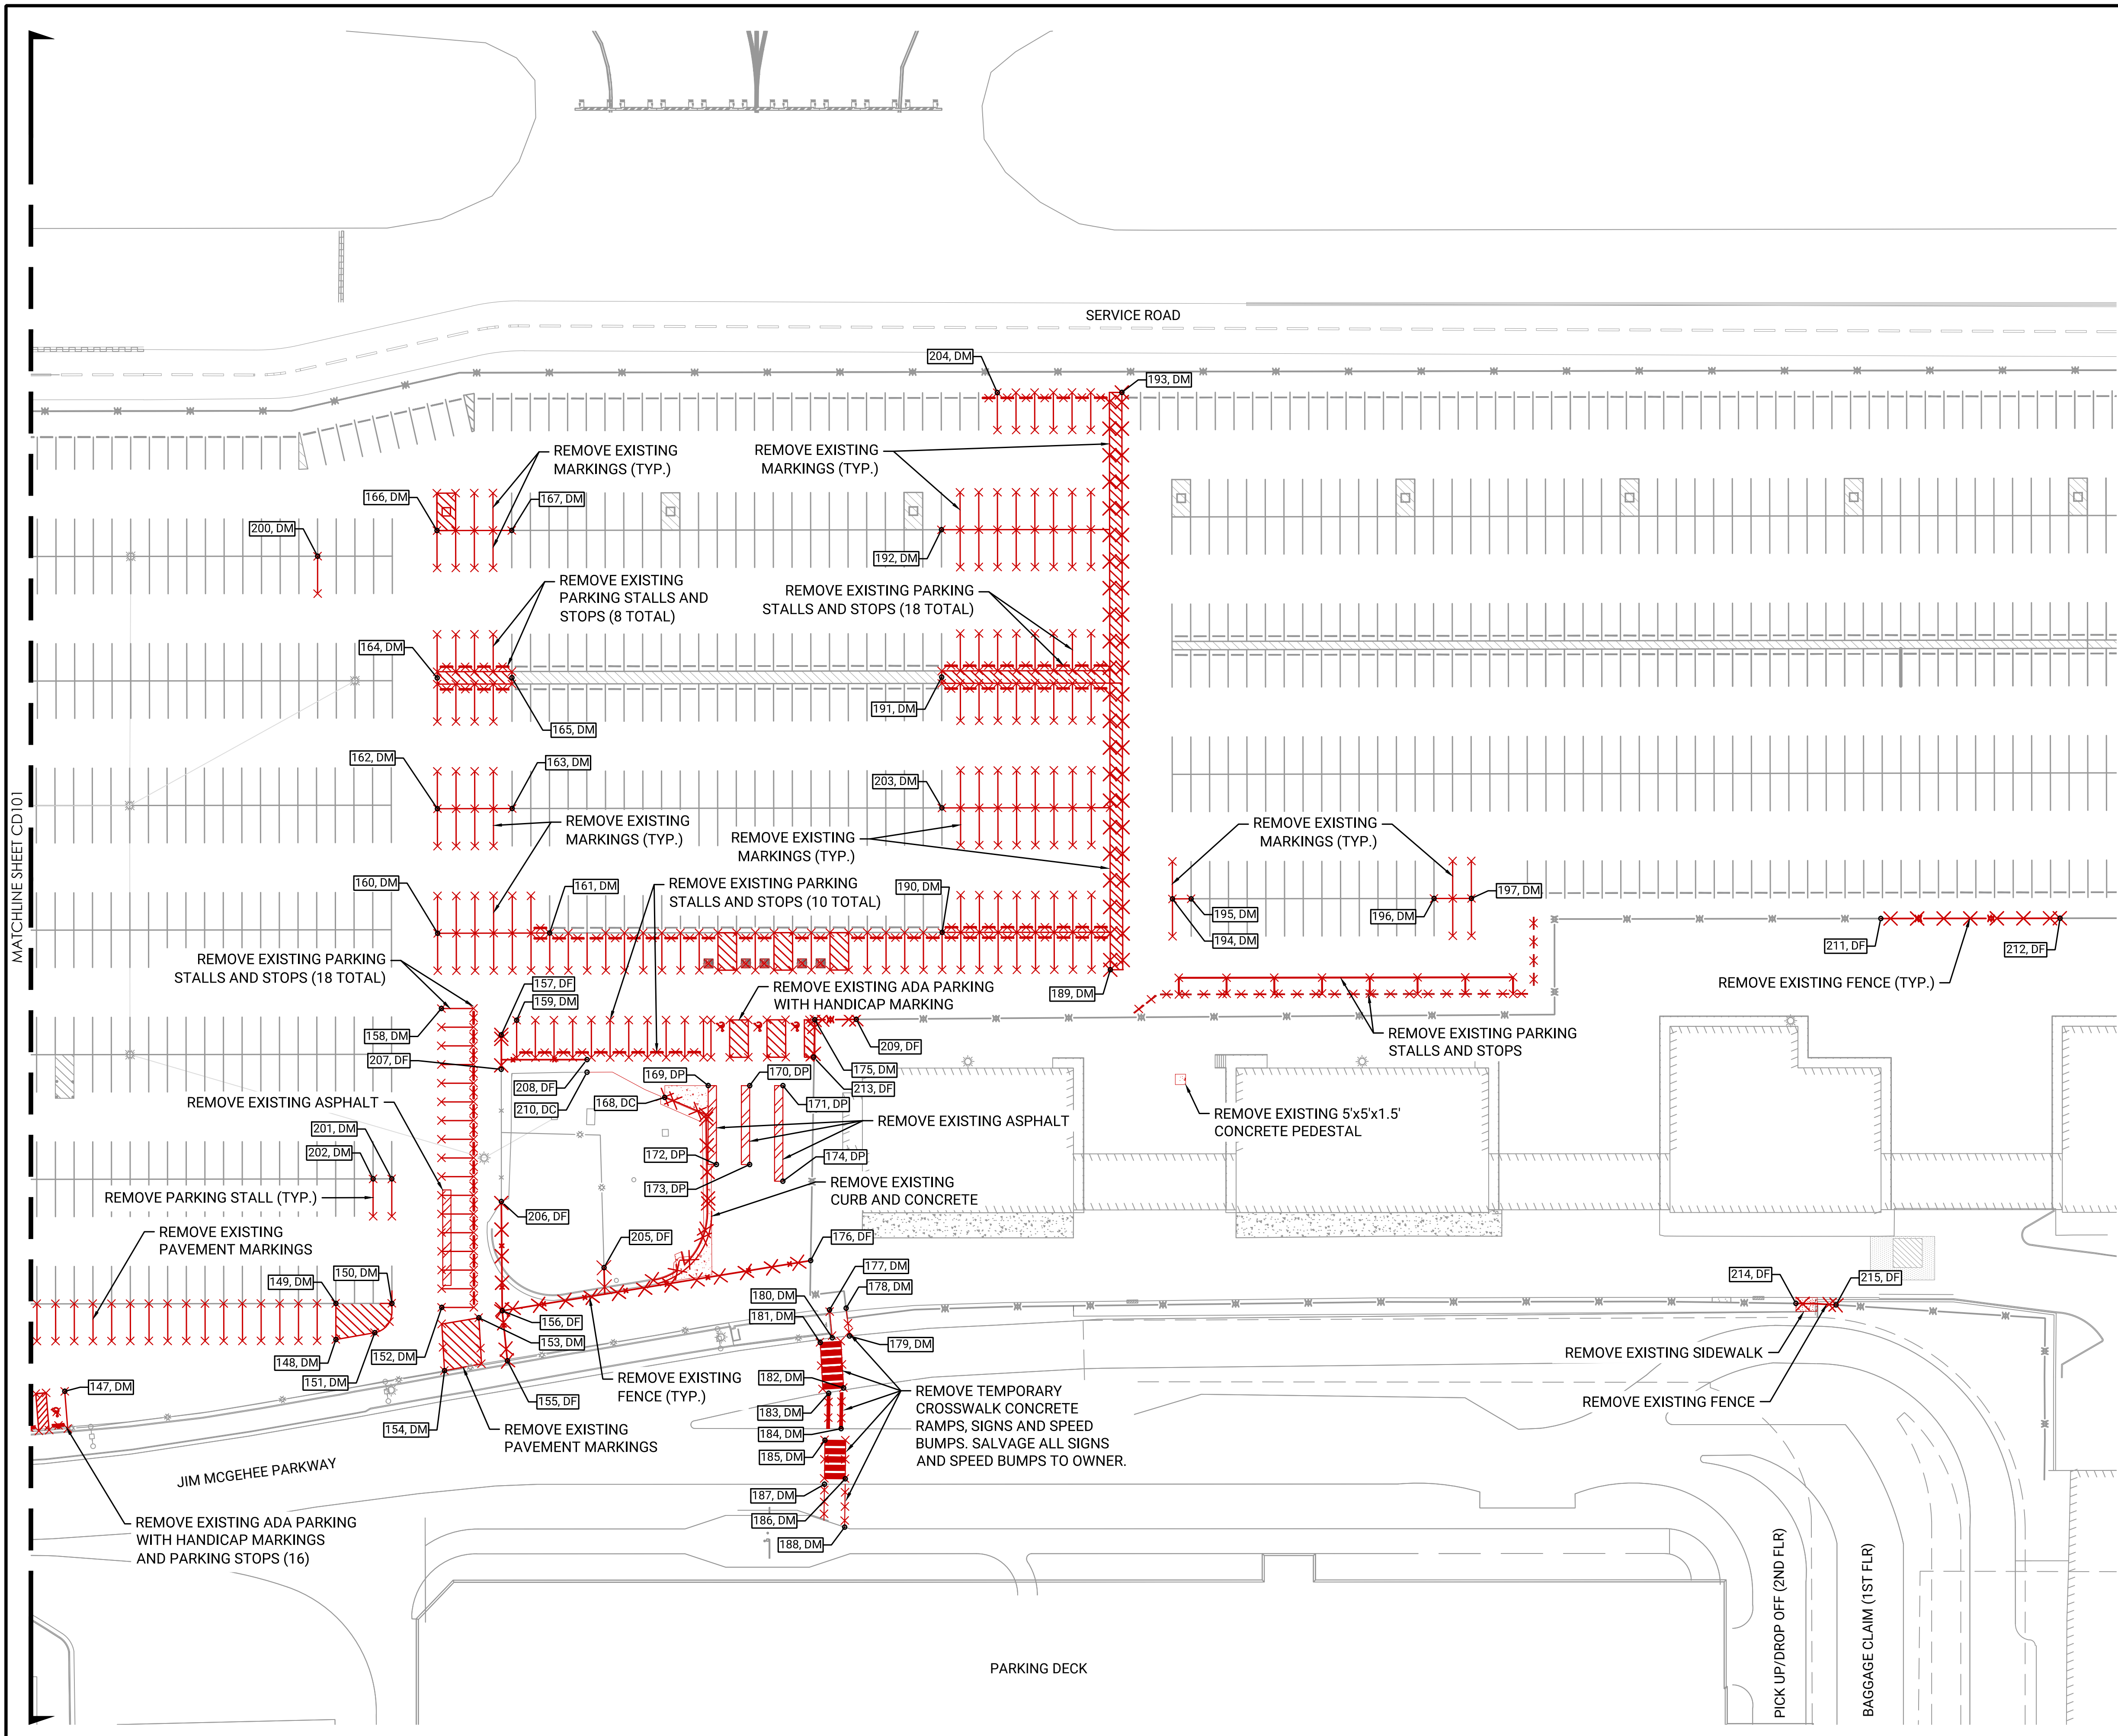 SERVICE ROAD
204, DM
193, DM
REMOVE EXISTING
MARKINGS (TYP.)
REMOVE EXISTING
MARKINGS (TYP.)
166, DM
167, DM
200, DM
192, DM
REMOVE EXISTING
PARKING STALLS AND
STOPS (8 TOTAL)
REMOVE EXISTING PARKING
STALLS AND STOPS (18 TOTAL)
164, DM
165, DM
191, DM
162, DM
163, DM
203, DM
MATCHLINE SHEET CD101
REMOVE EXISTING
MARKINGS (TYP.)
REMOVE EXISTING
MARKINGS (TYP.)
REMOVE EXISTING
MARKINGS (TYP.)
160, DM
161, DM
REMOVE EXISTING PARKING
STALLS AND STOPS (10 TOTAL)
190, DM
195, DM
194, DM
196, DM
197, DM
211, DF
212, DF
REMOVE EXISTING PARKING
STALLS AND STOPS (18 TOTAL)
157, DF
159, DM
REMOVE EXISTING ADA PARKING
WITH HANDICAP MARKING
189, DM
REMOVE EXISTING FENCE (TYP.)
158, DM
207, DF
208, DF
210, DC
209, DF
175, DM
213, DF
REMOVE EXISTING PARKING
STALLS AND STOPS
169, DP
170, DP
171, DP
168, DC
REMOVE EXISTING ASPHALT
REMOVE EXISTING ASPHALT
REMOVE EXISTING 5'x5'x1.5'
CONCRETE PEDESTAL
201, DM
202, DM
172, DP
173, DP
174, DP
REMOVE PARKING STALL (TYP.)
REMOVE EXISTING
CURB AND CONCRETE
206, DF
REMOVE EXISTING
PAVEMENT MARKINGS
205, DF
176, DF
149, DM
150, DM
177, DM
178, DM
214, DF
215, DF
180, DM
181, DM
156, DF
153, DM
179, DM
148, DM
152, DM
151, DM
REMOVE EXISTING SIDEWALK
147, DM
155, DF
REMOVE EXISTING
FENCE (TYP.)
182, DM
183, DM
184, DM
REMOVE TEMPORARY
CROSSWALK CONCRETE
RAMPS, SIGNS AND SPEED
BUMPS. SALVAGE ALL SIGNS
AND SPEED BUMPS TO OWNER.
REMOVE EXISTING FENCE
154, DM
REMOVE EXISTING
PAVEMENT MARKINGS
185, DM
JIM MCGEHEE PARKWAY
187, DM
186, DM
188, DM
REMOVE EXISTING ADA PARKING
WITH HANDICAP MARKINGS
AND PARKING STOPS (16)
PARKING DECK
PICK UP/DROP OFF (2ND FLR)
BAGGAGE CLAIM (1ST FLR)